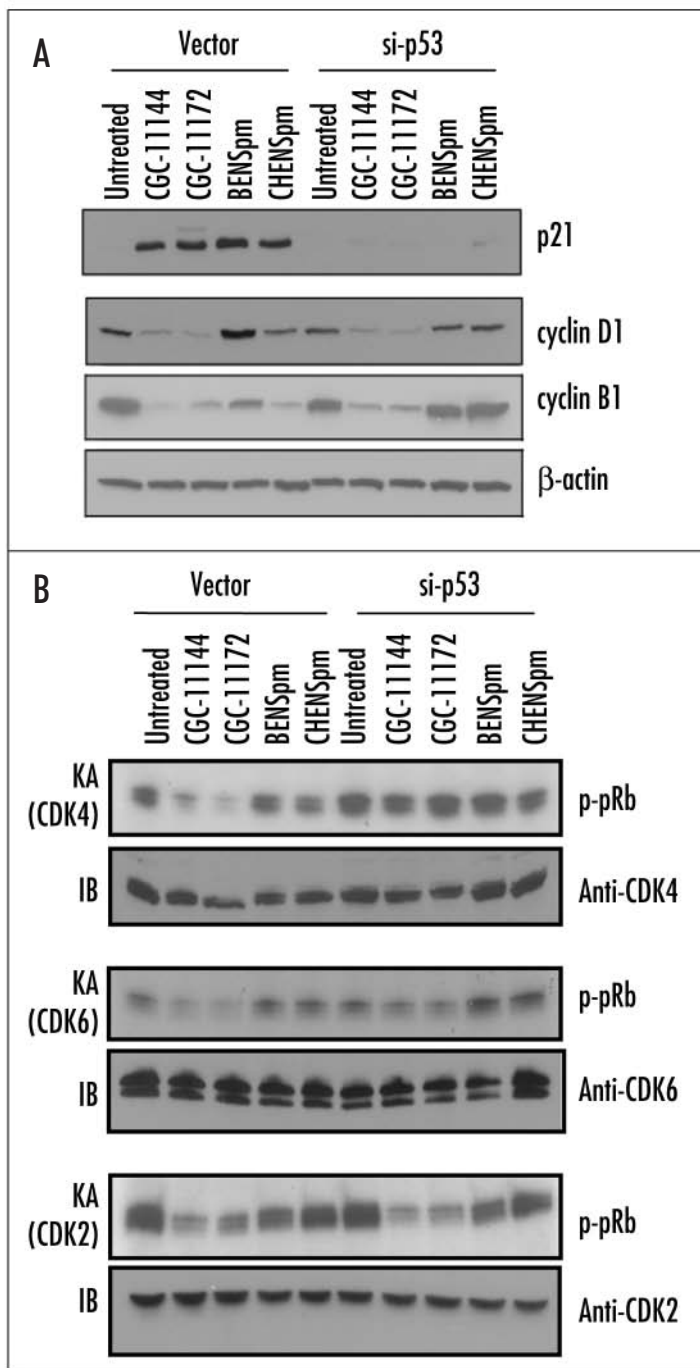 A
Vector si-p53
Untreated CGC-11144 CGC-11172 BENSpm CHENSpm Untreated CGC-11144 CGC-11172 BENSpm CHENSpm
p21
cyclin D1
cyclin B1
β-actin
B
Vector si-p53
Untreated CGC-11144 CGC-11172 BENSpm CHENSpm Untreated CGC-11144 CGC-11172 BENSpm CHENSpm
KA
(CDK4)
p-pRb
IB Anti-CDK4
KA
(CDK6)
p-pRb
IB Anti-CDK6
KA
(CDK2)
p-pRb
IB Anti-CDK2